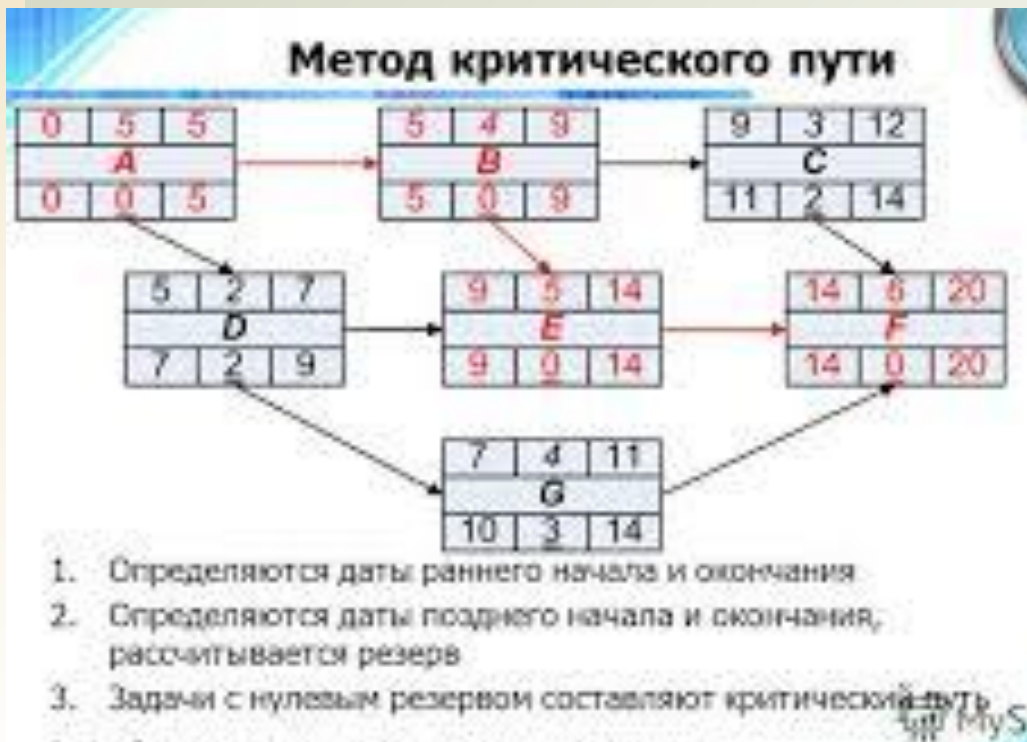 Метод критического пути
0 5 5
A
0 0 5
5 4 9
B
5 0 9
9 3 12
C
11 2 14
5 2 7
D
7 2 9
9 5 14
E
9 0 14
14 6 20
F
14 0 20
7 4 11
G
10 3 14
1. Определяются даты раннего начала и окончания
2. Определяются даты позднего начала и окончания,
рассчитывается резерв
3. Задачи с нулевым резервом составляют критический путь
MyS